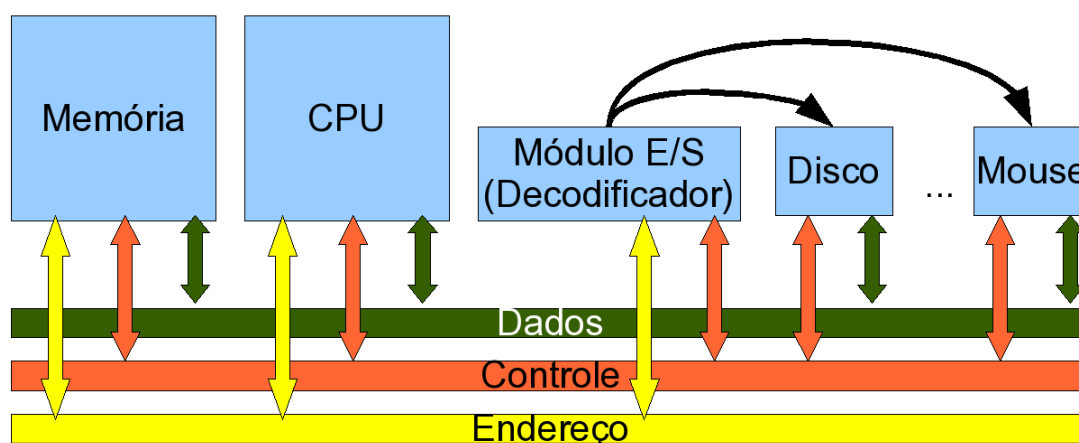 Memória
CPU
Módulo E/S
(Decodificador)
Disco
...
Mouse
Dados
Controle
Endereço